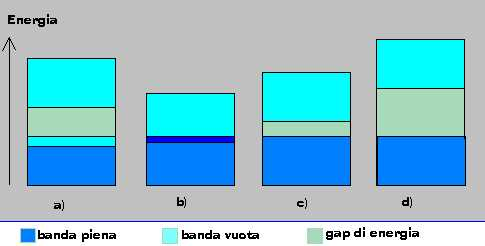 Energia
a) b) c) d)
banda piena banda vuota gap di energia